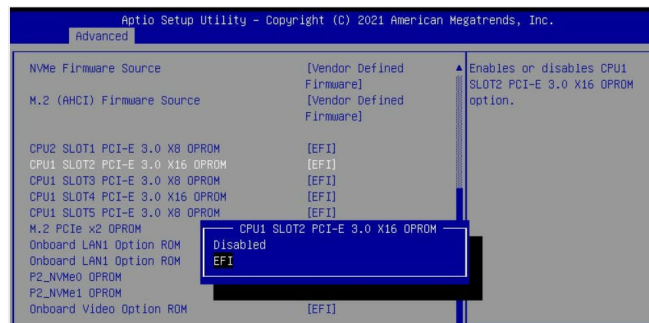 Aptio Setup Utility – Copyright (C) 2021 American Megatrends, Inc.
Advanced
NVMe Firmware Source [Vendor Defined
Firmware]
M.2 (AHCI) Firmware Source [Vendor Defined
Firmware]
CPU2 SLOT1 PCI-E 3.0 X8 OPROM [EFI]
CPU1 SLOT2 PCI-E 3.0 X16 OPROM [EFI]
CPU1 SLOT3 PCI-E 3.0 X8 OPROM [EFI]
CPU1 SLOT4 PCI-E 3.0 X16 OPROM [EFI]
CPU1 SLOT5 PCI-E 3.0 X8 OPROM [EFI]
M.2 PCIe x2 OPROM
Onboard LAN1 Option ROM
Onboard LAN1 Option ROM
P2_NVMe0 OPROM
P2_NVMe1 OPROM
Onboard Video Option ROM [EFI]
CPU1 SLOT2 PCI-E 3.0 X16 OPROM
Disabled
EFI
Enables or disables CPU1
SLOT2 PCI-E 3.0 X16 OPROM
option.